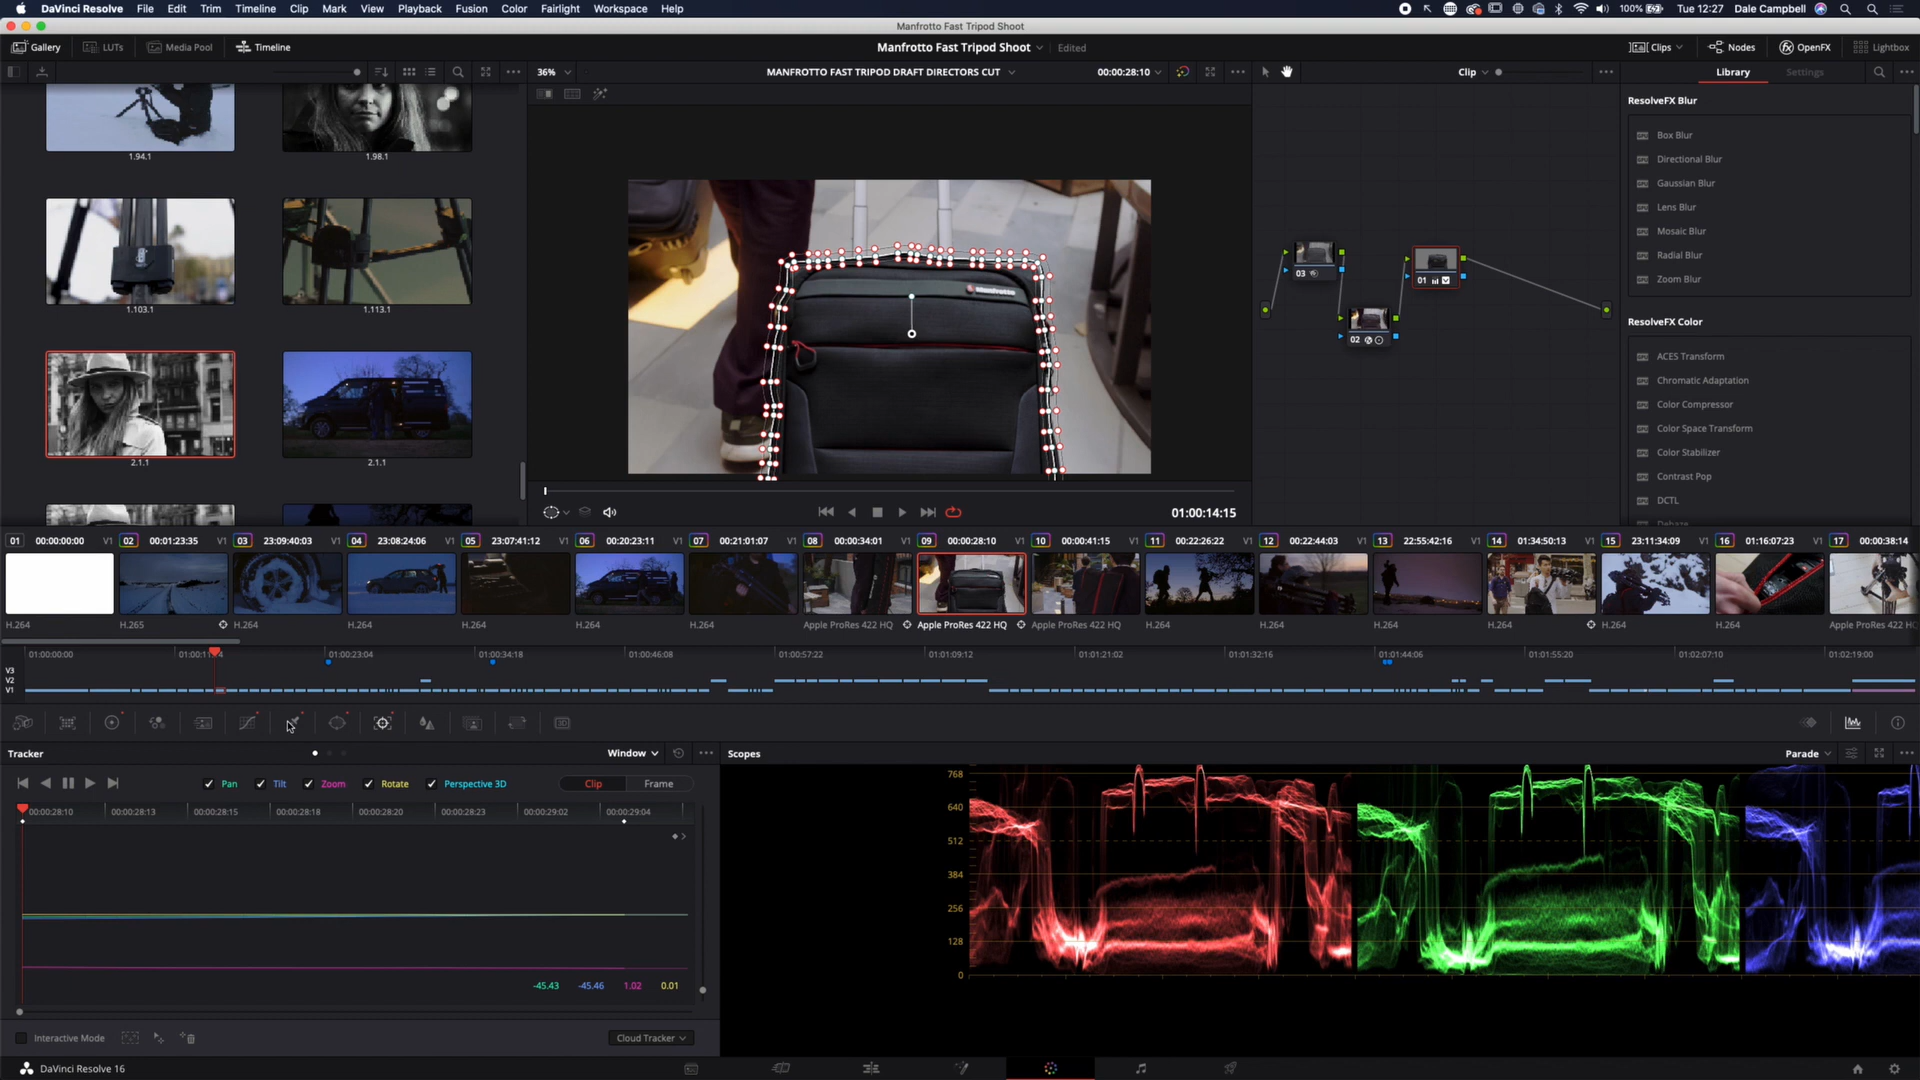 DaVinci Resolve File Edit Trim Timeline Clip Mark View Playback Fusion Color Fairlight Workspace Help 100% Tue 12:27 Dale Campbell
Manfrotto Fast Tripod Shoot
Gallery LUTs Media Pool Timeline Manfrotto Fast Tripod Shoot Edited Clips Nodes OpenFX Lightbox
36% MANFROTTO FAST TRIPOD DRAFT DIRECTORS CUT 00:00:28:10 Clip Library Settings
ResolveFX Blur
Box Blur
Directional Blur
Gaussian Blur
Lens Blur
Mosaic Blur
Radial Blur
Zoom Blur
ResolveFX Color
ACES Transform
Chromatic Adaptation
Color Compressor
Color Space Transform
Color Stabilizer
Contrast Pop
DCTL
Dehaze
1.94.1 1.98.1
1.103.1 1.113.1
2.1.1 2.1.1
Manfrotto
03 01
02
01:00:14:15
01 00:00:00:00 V1 02 00:01:23:35 V1 03 23:09:40:03 V1 04 23:08:24:06 V1 05 23:07:41:12 V1 06 00:20:23:11 V1 07 21:01:07:07 V1 08 00:00:34:01 V1 09 00:00:28:10 V1 10 00:00:41:15 V1 11 00:22:26:22 V1 12 00:22:44:03 V1 13 22:55:42:16 V1 14 01:34:50:13 V1 15 23:11:34:09 V1 16 01:16:07:23 V1 17 00:00:38:14
H.264 H.265 H.264 H.264 H.264 H.264 H.264 Apple ProRes 422 HQ Apple ProRes 422 HQ Apple ProRes 422 HQ H.264 H.264 H.264 H.264 H.264 H.264 Apple ProRes 422 HQ
01:00:00:00 01:00:23:04 01:00:34:18 01:00:46:08 01:00:57:22 01:01:09:12 01:01:21:02 01:01:32:16 01:01:44:06 01:01:55:20 01:02:07:10 01:02:19:00
V3
V2
V1
Tracker Window Scopes Parade
Pan Tilt Zoom Rotate Perspective 3D Clip Frame
00:00:28:10 00:00:28:13 00:00:28:15 00:00:28:18 00:00:28:20 00:00:28:23 00:00:29:02 00:00:29:04
768
640
512
384
256
128
0
-45.43 -45.46 1.02 0.01
Interactive Mode Cloud Tracker
DaVinci Resolve 16